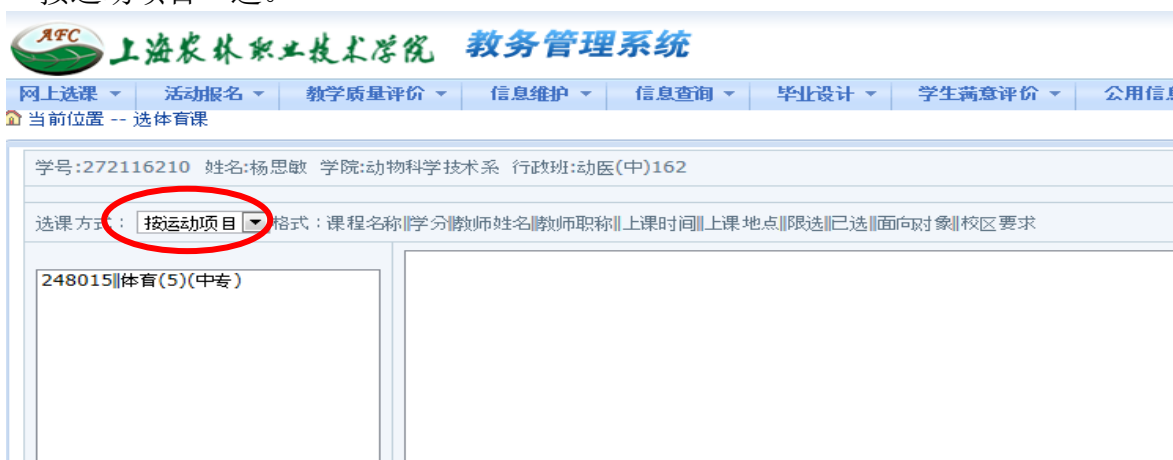 按运动项目"选。
AFC 上海农林职业技术学院 教务管理系统
网上选课 活动报名 教学质量评价 信息维护 信息查询 毕业设计 学生满意评价 公用信息
当前位置 -- 选体育课
学号:272116210 姓名:杨思敏 学院:动物科学技术系 行政班:动医(中)162
选课方式： 按运动项目 格式：课程名称‖学分‖教师姓名‖教师职称‖上课时间‖上课地点‖限选‖已选‖面向对象‖校区要求
248015‖体育(5)(中专)